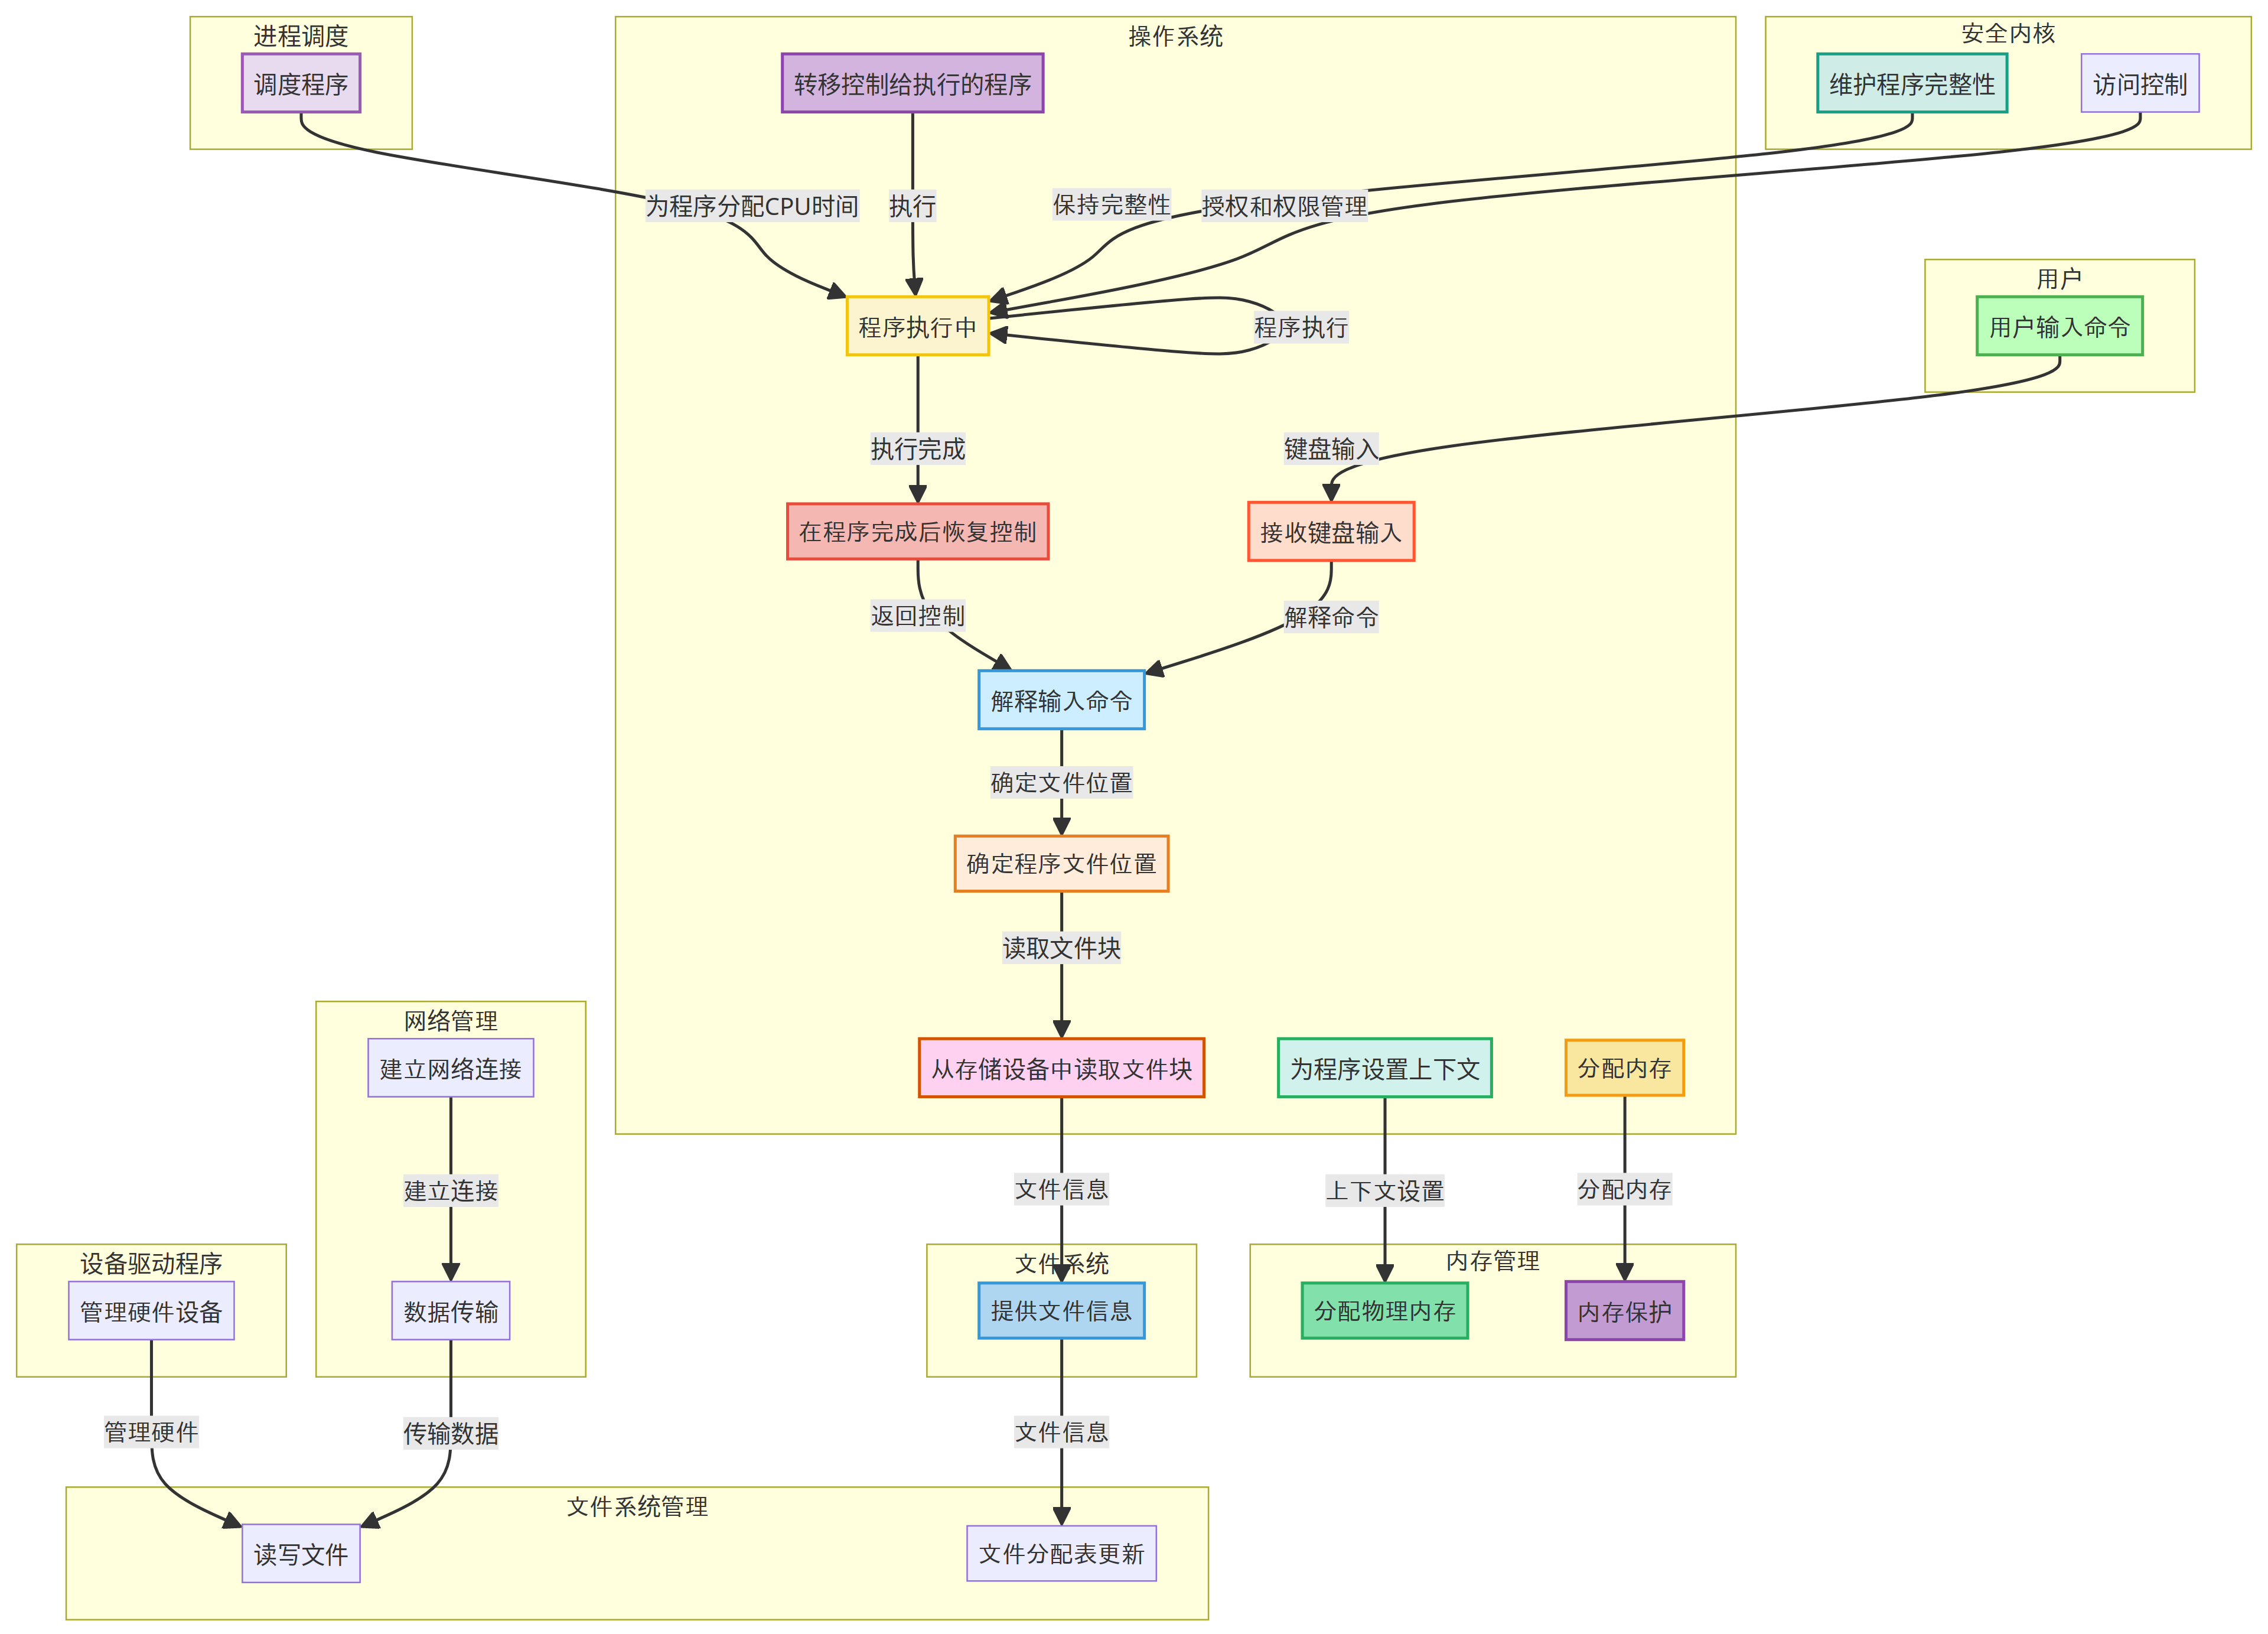 进程调度
调度程序
操作系统
转移控制给执行的程序
安全内核
维护程序完整性
访问控制
为程序分配CPU时间
执行
保持完整性
授权和权限管理
用户
用户输入命令
程序执行中
程序执行
执行完成
键盘输入
在程序完成后恢复控制
接收键盘输入
返回控制
解释命令
解释输入命令
确定文件位置
确定程序文件位置
读取文件块
网络管理
建立网络连接
从存储设备中读取文件块
为程序设置上下文
分配内存
建立连接
文件信息
上下文设置
分配内存
设备驱动程序
管理硬件设备
数据传输
文件系统
提供文件信息
内存管理
分配物理内存
内存保护
管理硬件
传输数据
文件信息
文件系统管理
读写文件
文件分配表更新